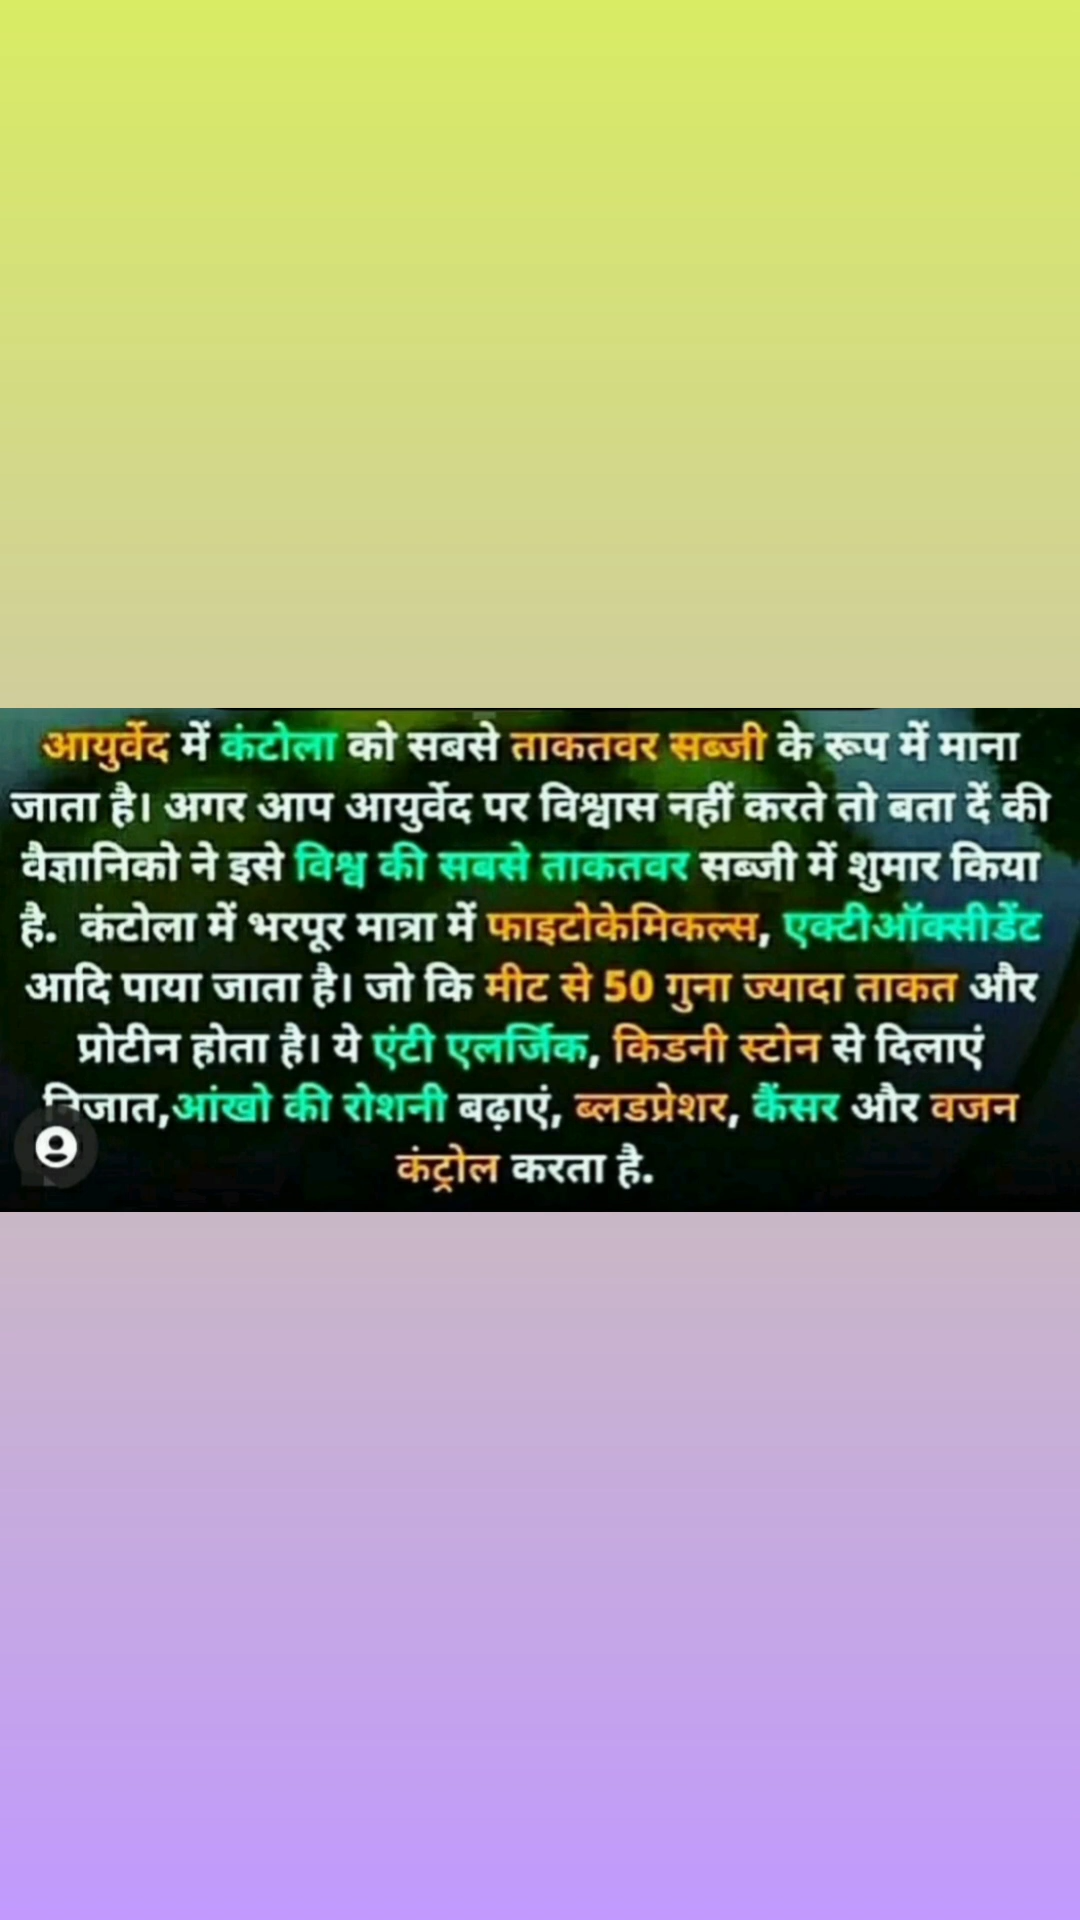 आयुर्वेद में कंटोला को सबसे ताकतवर सब्जी के रूप में माना
जाता है। अगर आप आयुर्वेद पर विश्वास नहीं करते तो बता दें की
वैज्ञानिको ने इसे विश्व की सबसे ताकतवर सब्जी में शुमार किया
है. कंटोला में भरपूर मात्रा में फाइटोकेमिकल्स, एक्टीऑक्सीडेंट
आदि पाया जाता है। जो कि मीट से 50 गुना ज्यादा ताकत और
प्रोटीन होता है। ये एंटी एलर्जिक, किडनी स्टोन से दिलाएं
निजात,आंखो की रोशनी बढ़ाएं, ब्लडप्रेशर, कैंसर और वजन
कंट्रोल करता है.